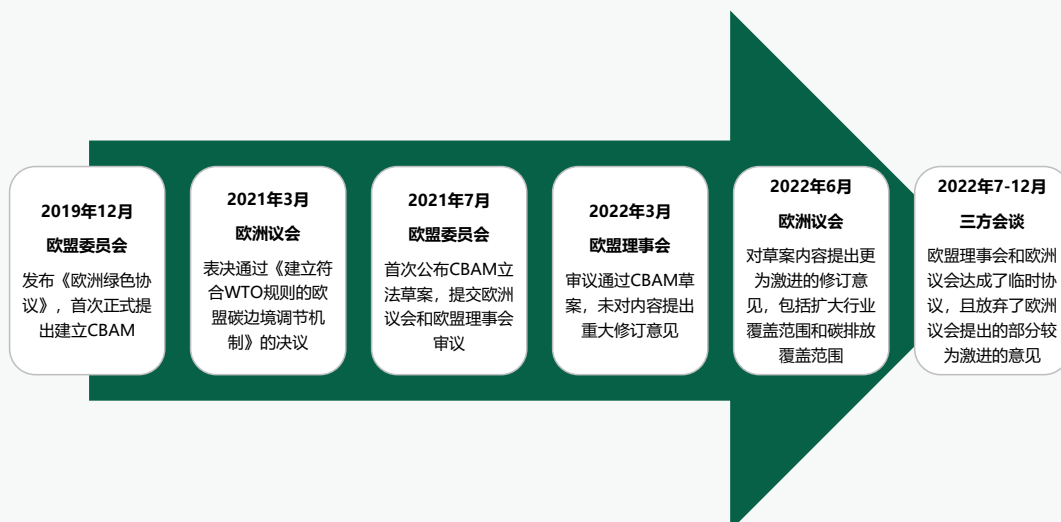 2019年12月
欧盟委员会
发布《欧洲绿色协
议》，首次正式提
出建立CBAM
2021年3月
欧洲议会
表决通过《建立符
合WTO规则的欧
盟碳边境调节机
制》的决议
2021年7月
欧盟委员会
首次公布CBAM立
法草案，提交欧洲
议会和欧盟理事会
审议
2022年3月
欧盟理事会
审议通过CBAM草
案，未对内容提出
重大修订意见
2022年6月
欧洲议会
对草案内容提出更
为激进的修订意
见，包括扩大行业
覆盖范围和碳排放
覆盖范围
2022年7-12月
三方会谈
欧盟理事会和欧洲
议会达成了临时协
议，且放弃了欧洲
议会提出的部分较
为激进的意见